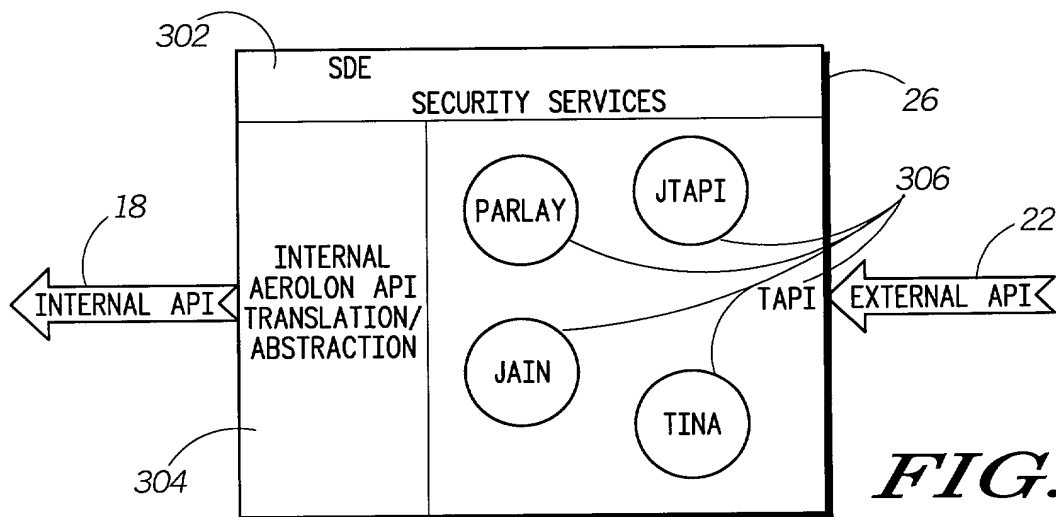 302
SDE
SECURITY SERVICES
26
PARLAY
JTAPI
306
18
22
INTERNAL API
INTERNAL
AEROLON API
TRANSLATION/
ABSTRACTION
TAPI
EXTERNAL API
JAIN
TINA
304
FIG.